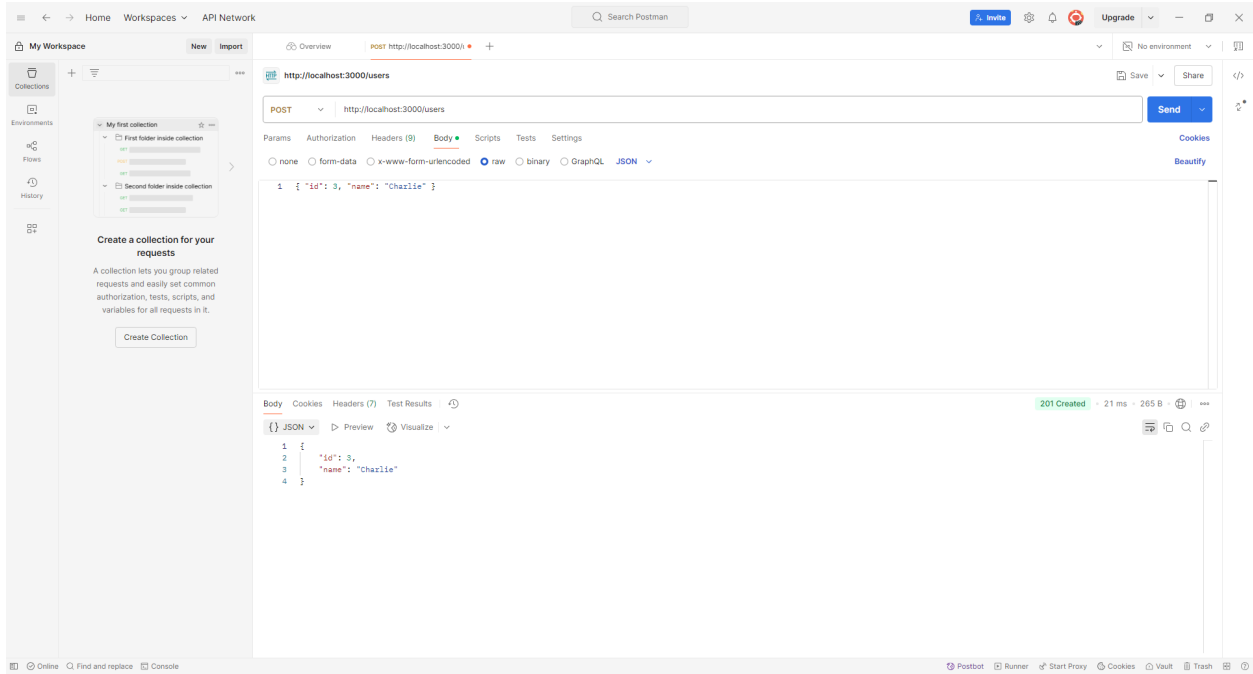 Home Workspaces API Network Search Postman Invite Upgrade
My Workspace New Import Overview POST http://localhost:3000/ No environment
Collections
Environments
Flows
History
My first collection
First folder inside collection
GET
GET
Second folder inside collection
GET
GET
Create a collection for your
requests
A collection lets you group related
requests and easily set common
authorization, tests, scripts, and
variables for all requests in it.
Create Collection
HTTP http://localhost:3000/users Save Share
POST http://localhost:3000/users Send
Params Authorization Headers (9) Body Scripts Tests Settings Cookies
none form-data x-www-form-urlencoded raw binary GraphQL JSON Beautify
1 { "id": 3, "name": "Charlie" }
Body Cookies Headers (7) Test Results 201 Created 21 ms 265 B
{} JSON Preview Visualize
1 {
2 "id": 3,
3 "name": "Charlie"
4 }
Online Find and replace Console Postbot Runner Start Proxy Cookies Vault Trash